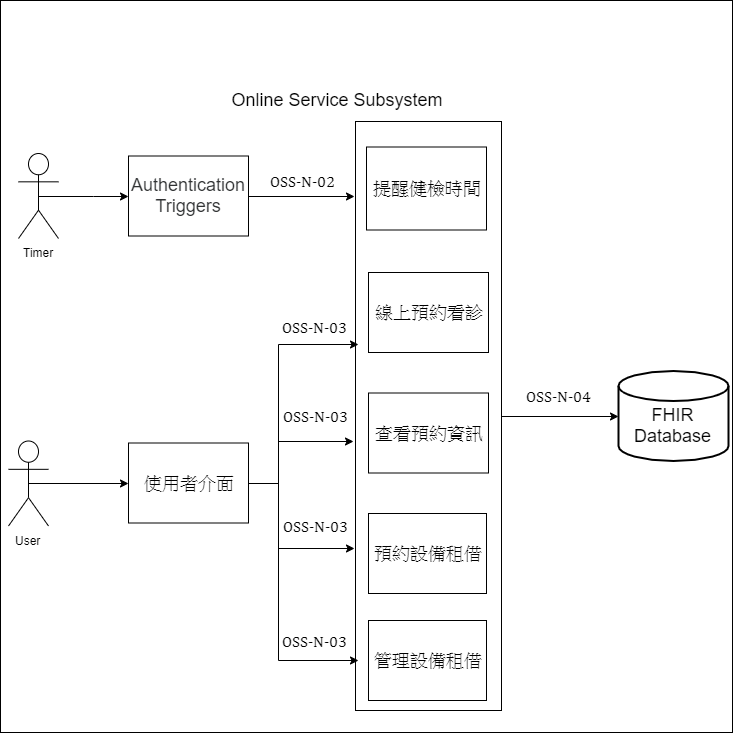 Online Service Subsystem
Authentication
Triggers
OSS-N-02
提醒健檢時間
Timer
線上預約看診
OSS-N-03
OSS-N-04
FHIR
Database
OSS-N-03
查看預約資訊
使用者介面
User
OSS-N-03
預約設備租借
OSS-N-03
管理設備租借